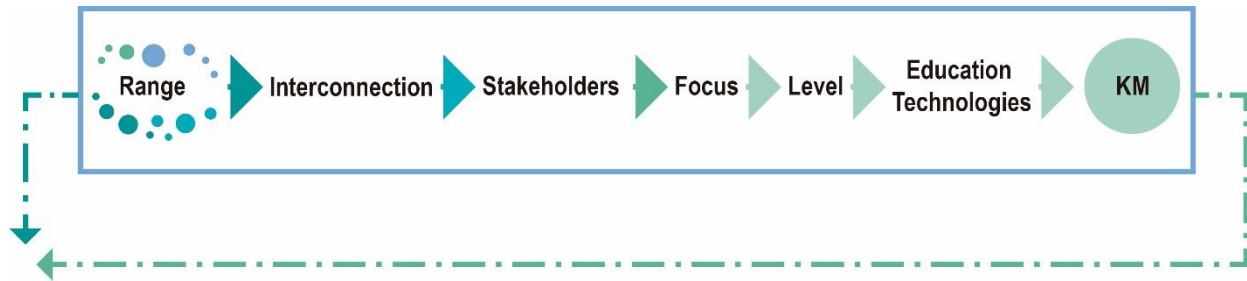 Range
Interconnection
Stakeholders
Focus
Level
Education
Technologies
KM